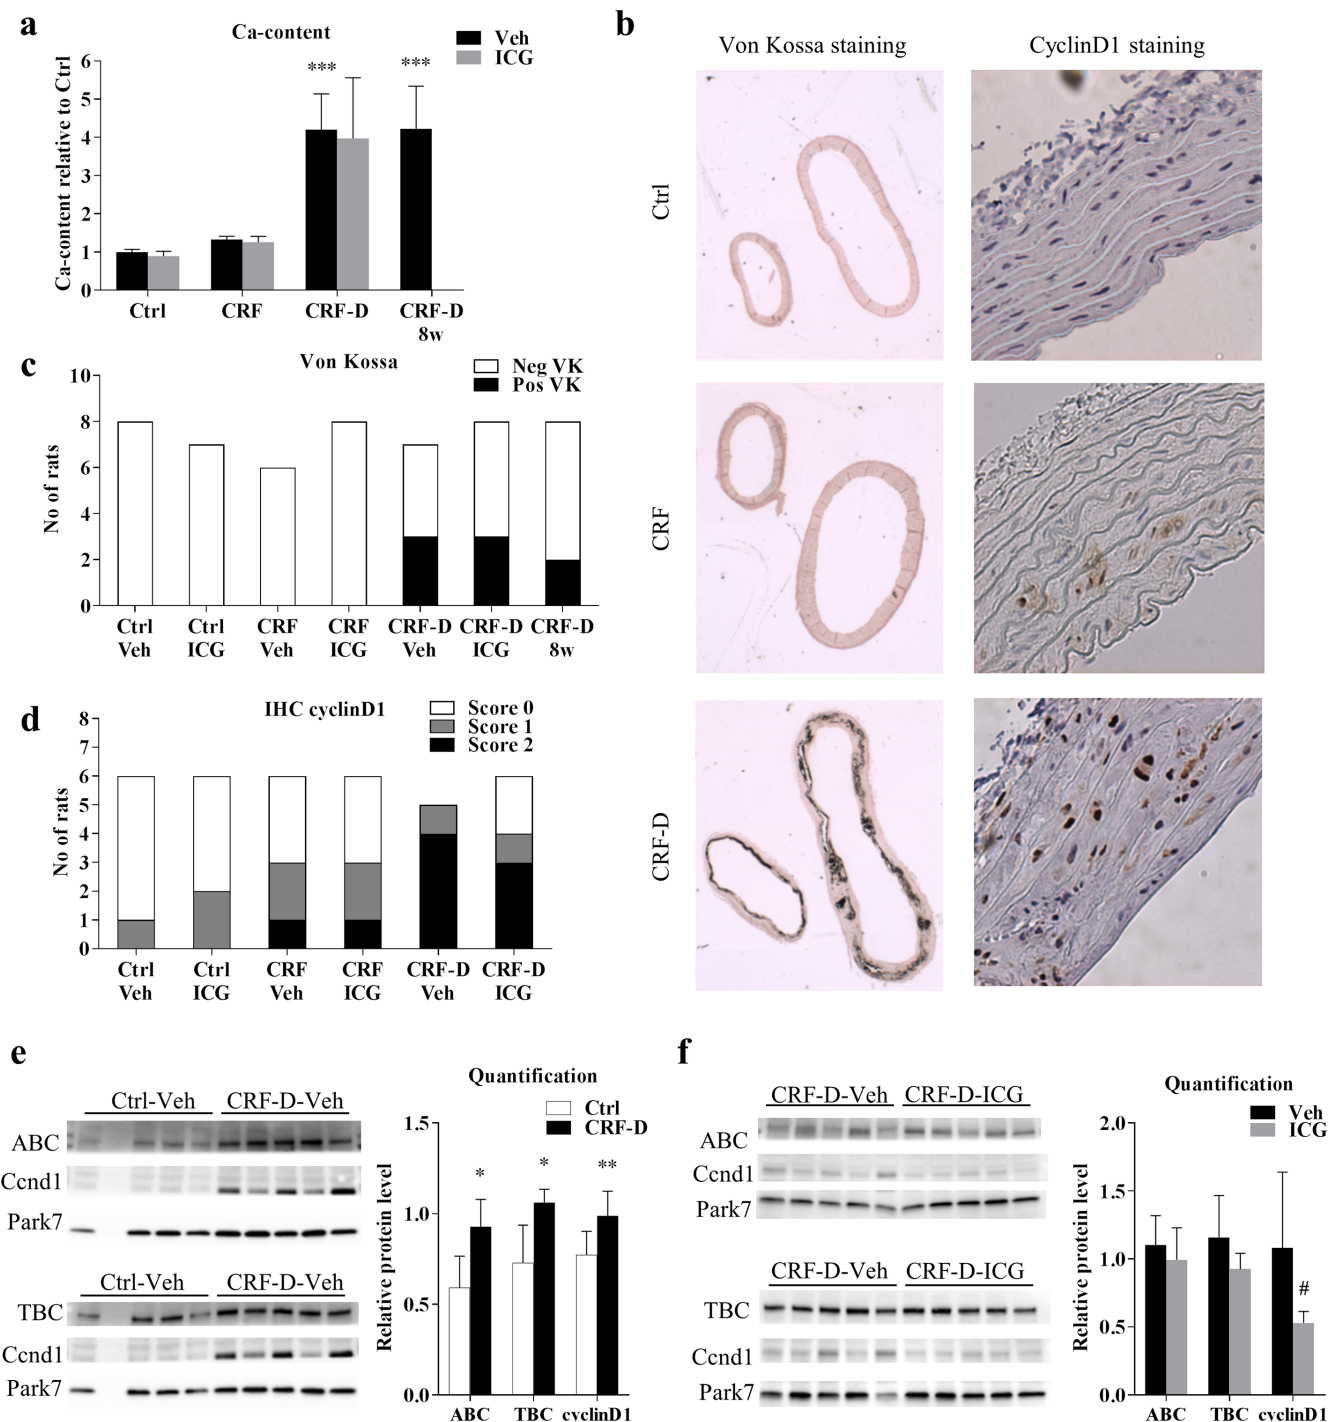 a
Ca-content
Veh
ICG
Ca-content relative to Ctrl
6
5
4
3
2
1
0
Ctrl
CRF
CRF-D
CRF-D
8w
***
***
b
Von Kossa staining
CyclinD1 staining
Ctrl
CRF
CRF-D
c
Von Kossa
Neg VK
Pos VK
No of rats
10
8
6
4
2
0
Ctrl Veh
Ctrl ICG
CRF Veh
CRF ICG
CRF-D Veh
CRF-D ICG
CRF-D 8w
d
IHC cyclinD1
Score 0
Score 1
Score 2
No of rats
8
7
6
5
4
3
2
1
0
Ctrl Veh
Ctrl ICG
CRF Veh
CRF ICG
CRF-D Veh
CRF-D ICG
e
Ctrl-Veh
CRF-D-Veh
ABC
Ccnd1
Park7
Ctrl-Veh
CRF-D-Veh
TBC
Ccnd1
Park7
Quantification
Ctrl
CRF-D
Relative protein level
1.5
1.0
0.5
0.0
*
*
**
ABC
TBC
cyclinD1
f
CRF-D-Veh
CRF-D-ICG
ABC
Ccnd1
Park7
CRF-D-Veh
CRF-D-ICG
TBC
Ccnd1
Park7
Quantification
Veh
ICG
Relative protein level
2.0
1.5
1.0
0.5
0.0
#
ABC
TBC
cyclinD1